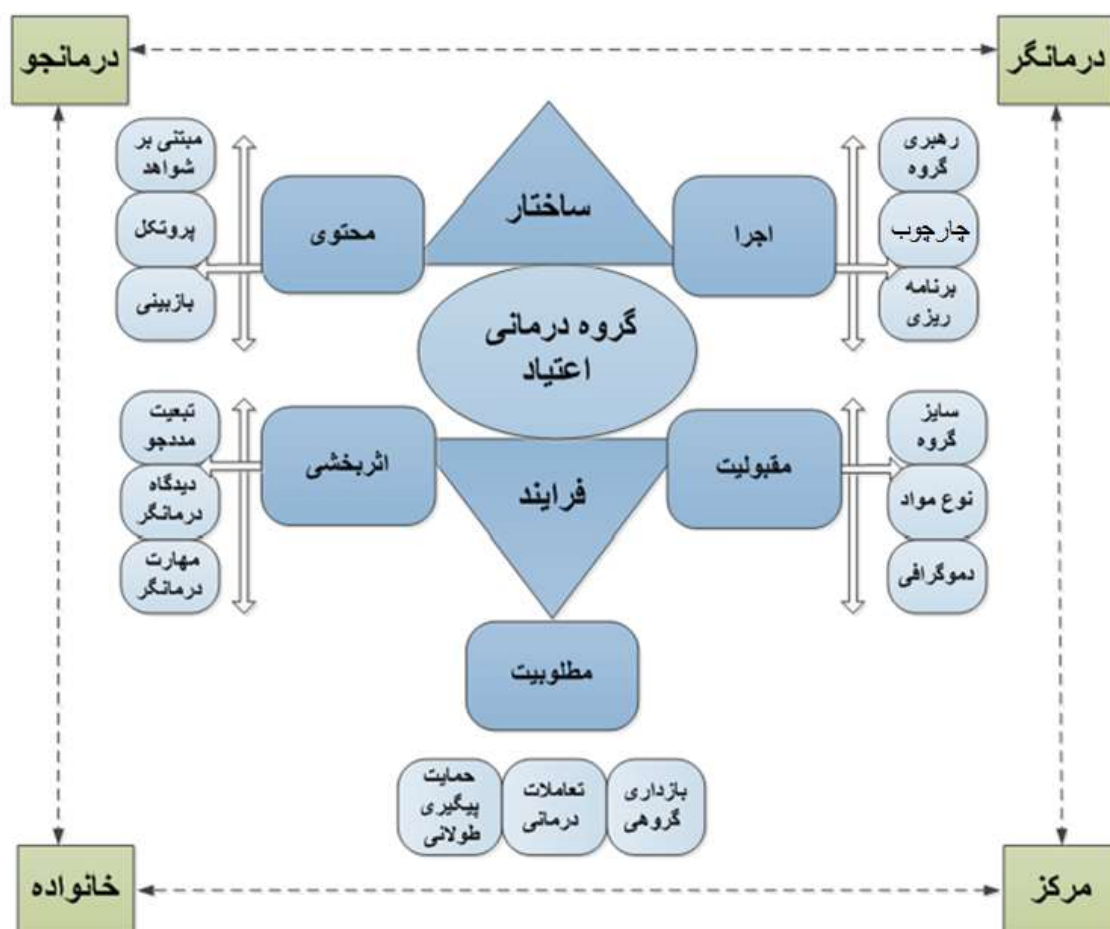 درمانگر
درمانجو
رهبری
گروه
چارچوب
برنامه
ریزی
اجرا
ساختار
محتوی
مبتنی بر
شواهد
پروتکل
بازبینی
گروه درمانی
اعتیاد
سایز
گروه
نوع مواد
دموگرافی
مقبولیت
فرایند
اثربخشی
تبعیت
مددجو
دیدگاه
درمانگر
مهارت
درمانگر
مطلوبیت
بازداری
گروهی
تعاملات
درمانی
حمایت
پیگیری
طولانی
مرکز
خانواده